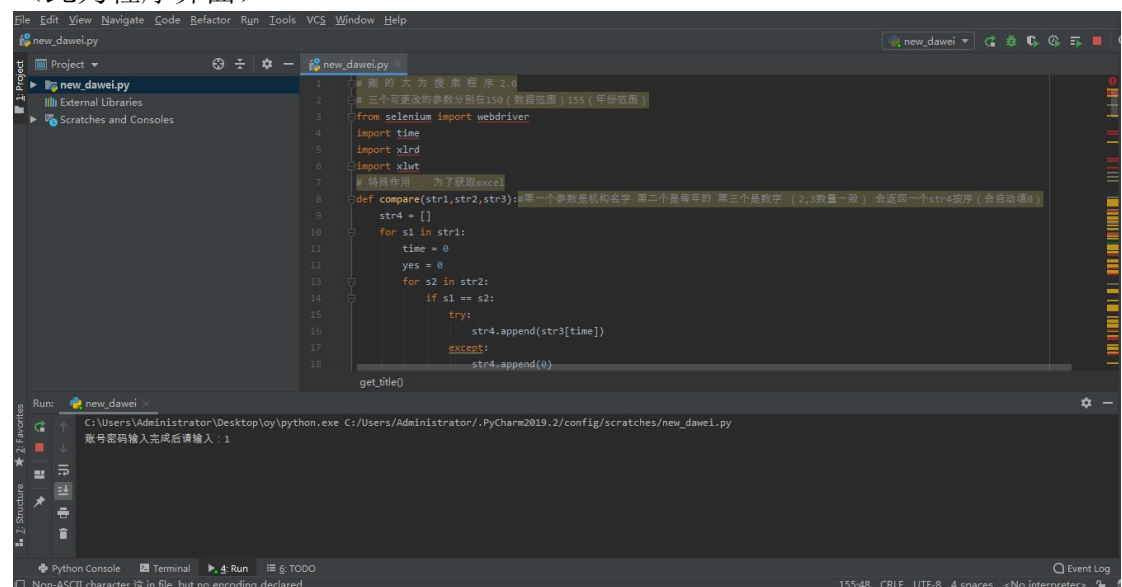 File Edit View Navigate Code Refactor Run Tools VCS Window Help
new_dawei.py
new_dawei
Project
new_dawei.py
1: Project
new_dawei.py
External Libraries
Scratches and Consoles
1 # 熊 的 大 为 搜 索 程 序 2.0
2 # 三个可更改的参数分别在150（数据范围）155（年份范围）
3 from selenium import webdriver
4 import time
5 import xlrd
6 import xlwt
7 # 特殊作用 ： 为了获取excel
8 def compare(str1,str2,str3):#第一个参数是机构名字 第二个是每年的 第三个是数字 （2,3数量一致） 会返回一个str4按序（会自动填0）
9 str4 = []
10 for s1 in str1:
11 time = 0
12 yes = 0
13 for s2 in str2:
14 if s1 == s2:
15 try:
16 str4.append(str3[time])
17 except:
18 str4.append(0)
get_title()
Run: new_dawei
C:\Users\Administrator\Desktop\oy\python.exe C:/Users/Administrator/.PyCharm2019.2/config/scratches/new_dawei.py
账号密码输入完成后请输入：1
2: Favorites
7: Structure
Python Console Terminal 4: Run 6: TODO Event Log
Non-ASCII character in file, but no encoding declared 155:48 CRLF UTF-8 4 spaces <No interpreter>